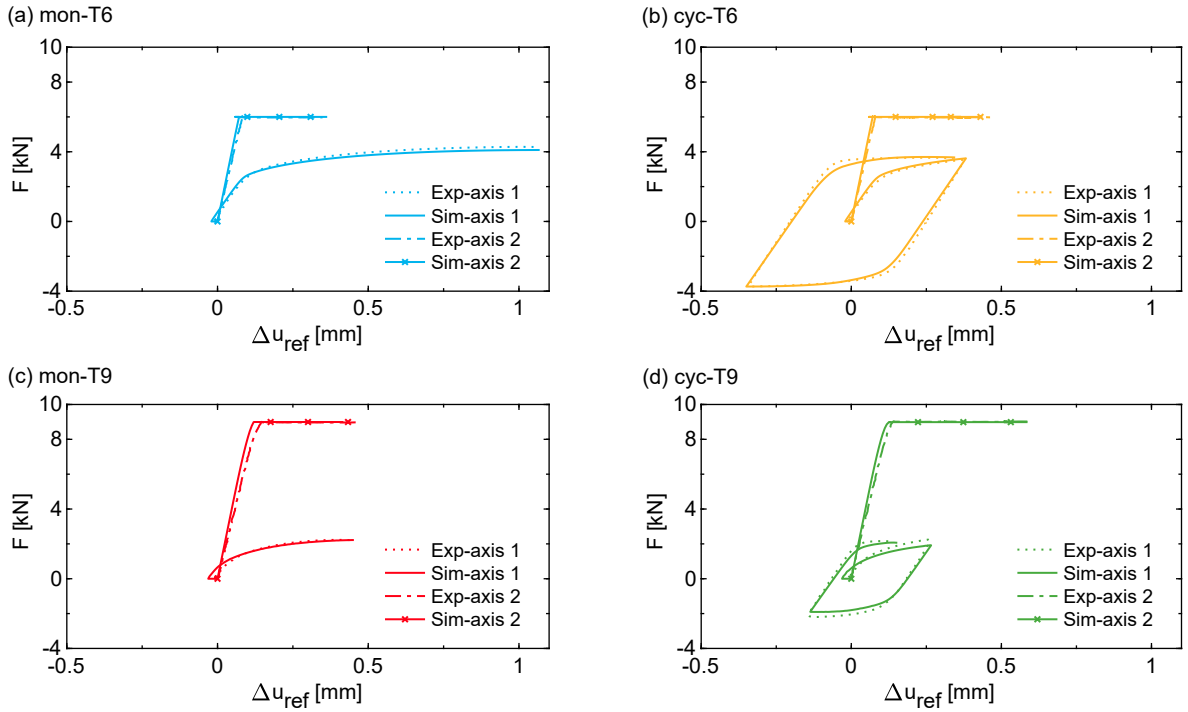 (a) mon-T6
10
8
4
0
-4
F [kN]
-0.5
0
0.5
1
Δu_ref [mm]
Exp-axis 1
Sim-axis 1
Exp-axis 2
Sim-axis 2
(b) cyc-T6
10
8
4
0
-4
F [kN]
-0.5
0
0.5
1
Δu_ref [mm]
Exp-axis 1
Sim-axis 1
Exp-axis 2
Sim-axis 2
(c) mon-T9
10
8
4
0
-4
F [kN]
-0.5
0
0.5
1
Δu_ref [mm]
Exp-axis 1
Sim-axis 1
Exp-axis 2
Sim-axis 2
(d) cyc-T9
10
8
4
0
-4
F [kN]
-0.5
0
0.5
1
Δu_ref [mm]
Exp-axis 1
Sim-axis 1
Exp-axis 2
Sim-axis 2